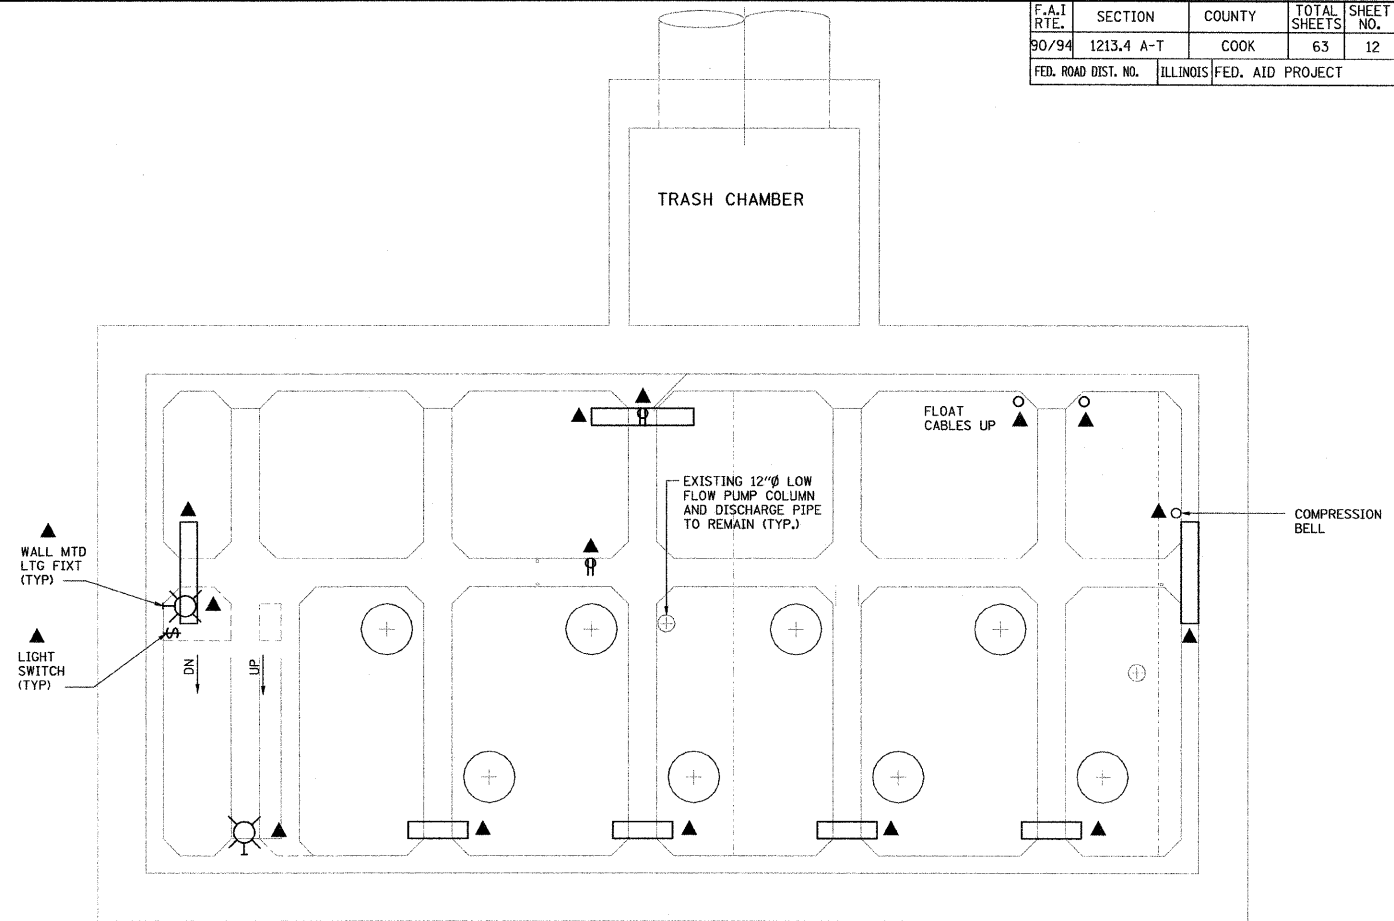 F.A.I RTE. SECTION COUNTY TOTAL SHEETS SHEET NO.
90/94 1213.4 A-T COOK 63 12
FED. ROAD DIST. NO. ILLINOIS FED. AID PROJECT
TRASH CHAMBER
FLOAT
CABLES UP
EXISTING 12"Ø LOW
FLOW PUMP COLUMN
AND DISCHARGE PIPE
TO REMAIN (TYP.)
COMPRESSION
BELL
WALL MTD
LTG FIXT
(TYP)
LIGHT
SWITCH
(TYP)
DN
UP